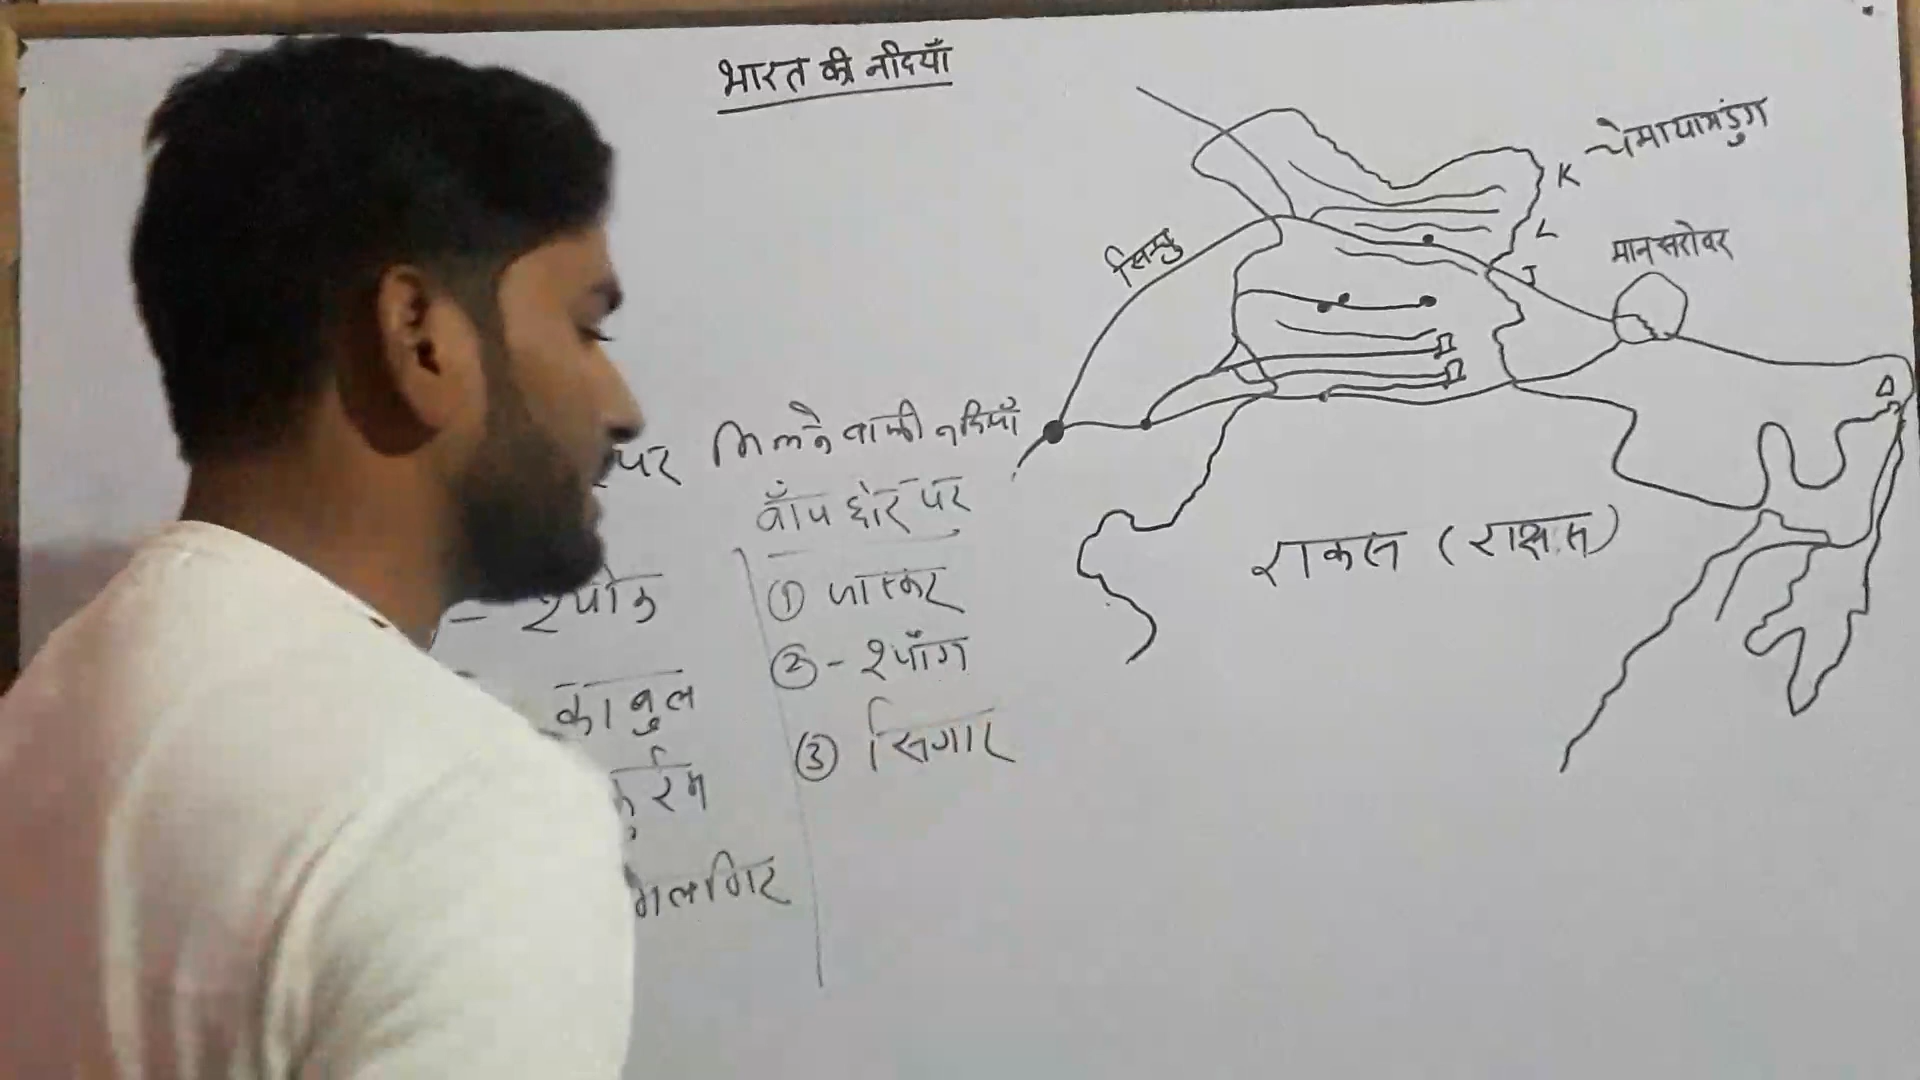 भारत की नदियाँ
K चेमायामडुंग
L
J
मानसरोवर
सिन्धु
पर मिलने वाली नदियाँ
बाँए छोर पर
① जास्कर
② - श्याँग
③ सिगार
- श्योक
काबुल
कुर्रम
गिलगिट
राकस (राक्षस)